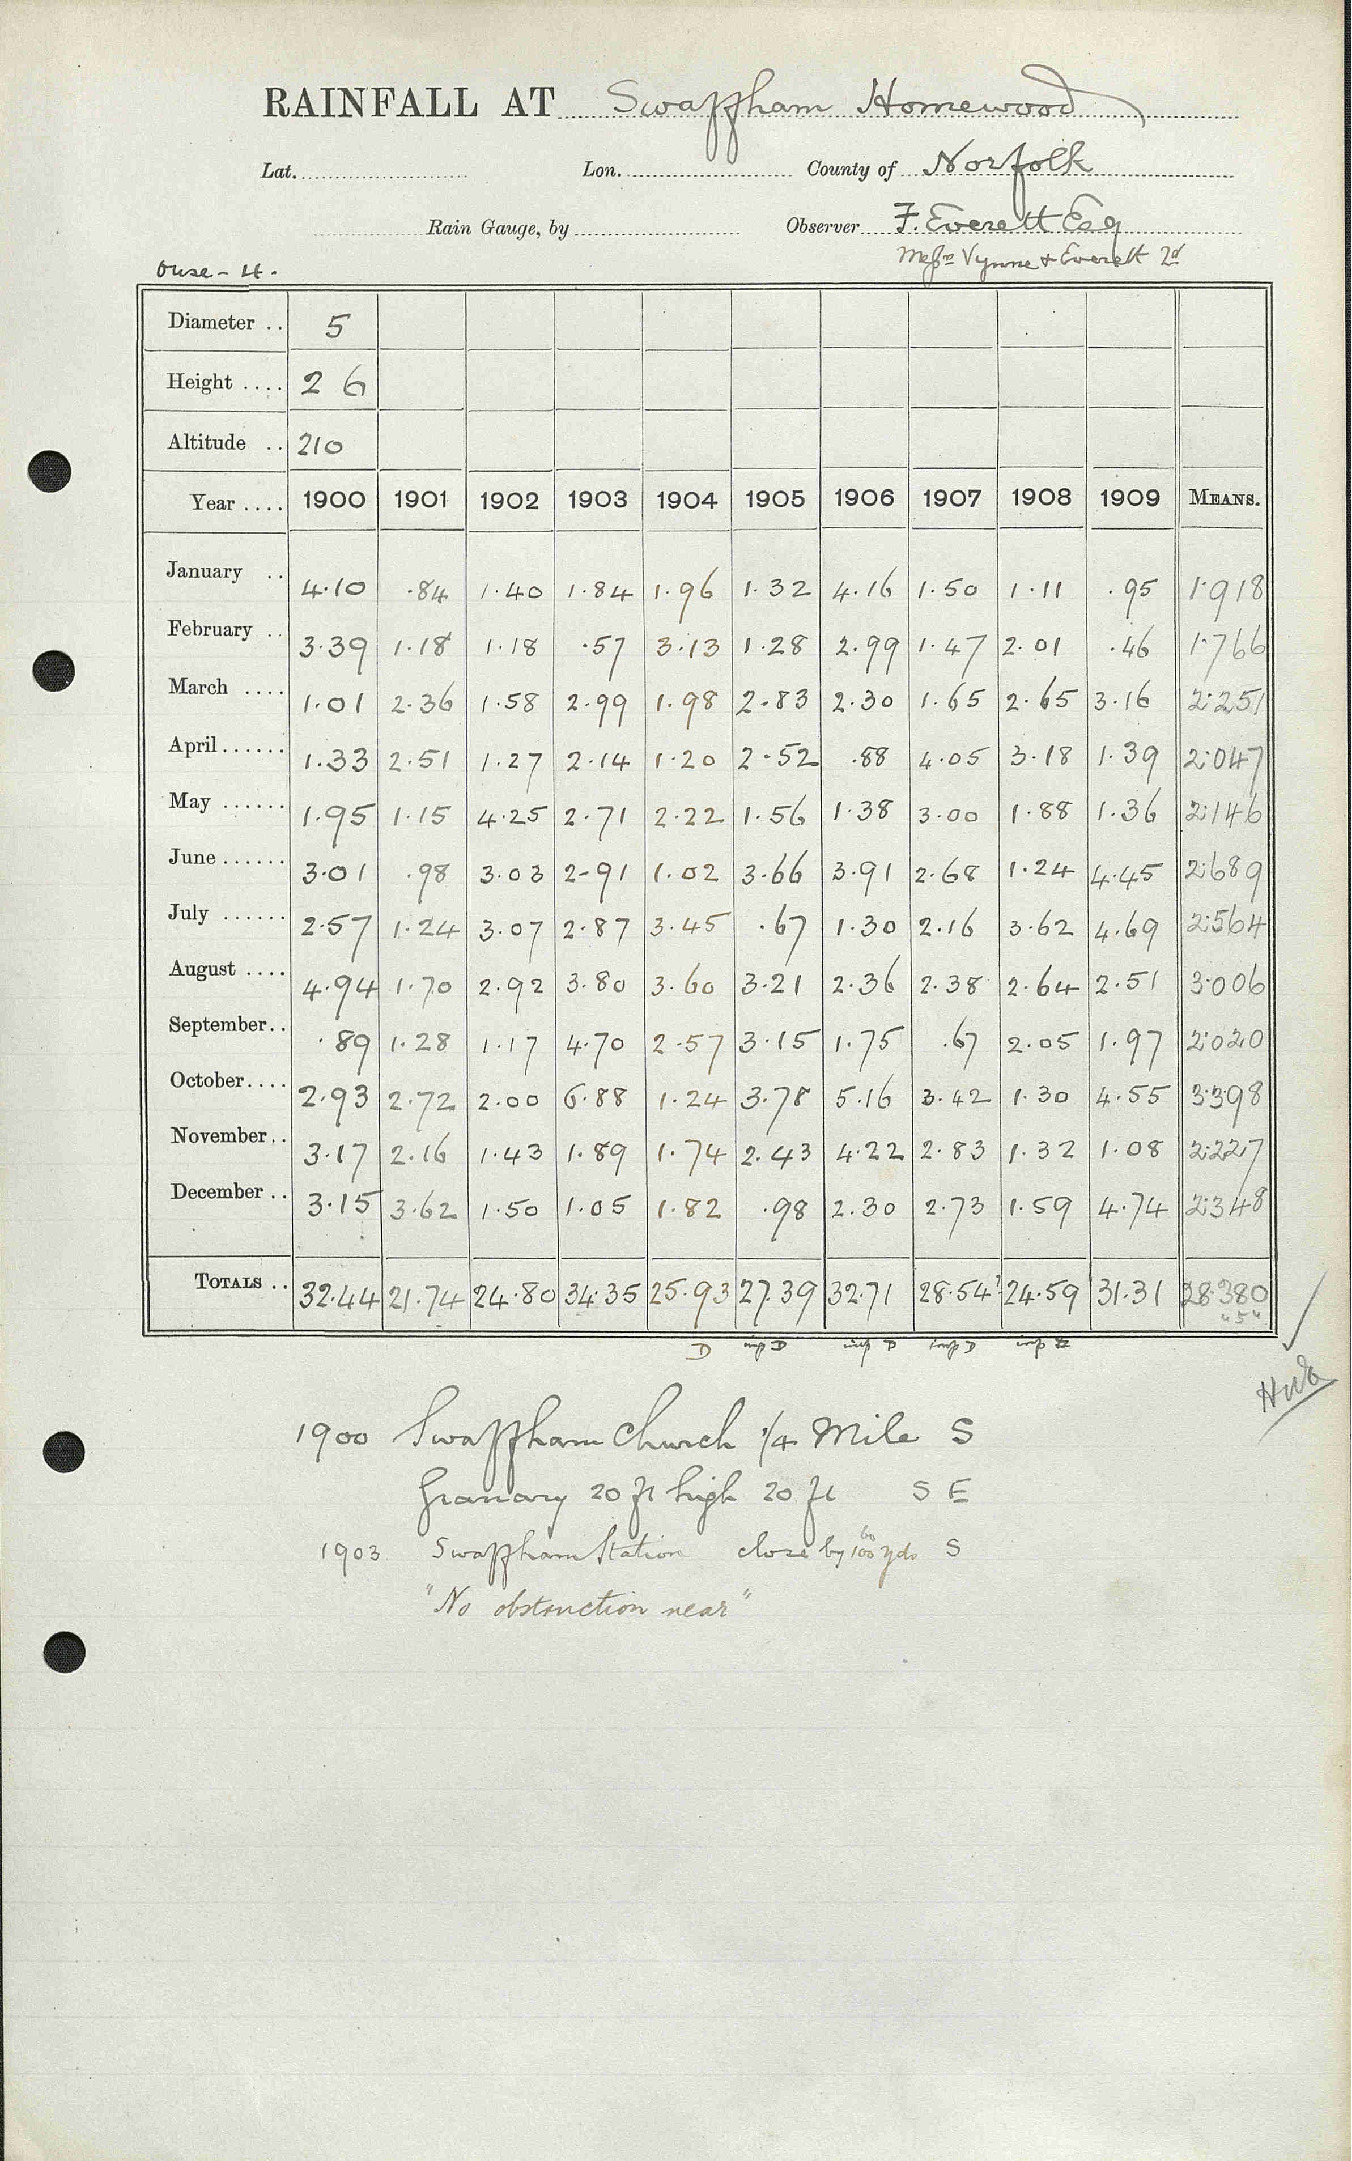 RAINFALL AT Swaffham Homewood
Lat. Lon. County of Norfolk
Rain Gauge, by Observer F. Everett Esq
Messrs Vynne & Everett Ld
Ouse - 4.
Diameter .. 5
Height .... 2 6
Altitude .. 210
Year .... 1900 1901 1902 1903 1904 1905 1906 1907 1908 1909 MEANS.
January .. 4.10 .84 1.40 1.84 1.96 1.32 4.16 1.50 1.11 .95 1.918
February .. 3.39 1.18 1.18 .57 3.13 1.28 2.99 1.47 2.01 .46 1.766
March .... 1.01 2.36 1.58 2.99 1.98 2.83 2.30 1.65 2.65 3.16 2.251
April ...... 1.33 2.51 1.27 2.14 1.20 2.52 .88 4.05 3.18 1.39 2.047
May ...... 1.95 1.15 4.25 2.71 2.22 1.56 1.38 3.00 1.88 1.36 2.146
June ...... 3.01 .98 3.03 2.91 1.02 3.66 3.91 2.68 1.24 4.45 2.689
July ...... 2.57 1.24 3.07 2.87 3.45 .67 1.30 2.16 3.62 4.69 2.564
August .... 4.94 1.70 2.92 3.80 3.60 3.21 2.36 2.38 2.64 2.51 3.006
September .. .89 1.28 1.17 4.70 2.57 3.15 1.75 .67 2.05 1.97 2.020
October .... 2.93 2.72 2.00 6.88 1.24 3.78 5.16 3.42 1.30 4.55 3.398
November .. 3.17 2.16 1.43 1.89 1.74 2.43 4.22 2.83 1.32 1.08 2.227
December .. 3.15 3.62 1.50 1.05 1.82 .98 2.30 2.73 1.59 4.74 2.348
TOTALS .. 32.44 21.74 24.80 34.35 25.93 27.39 32.71 28.54? 24.59 31.31 28.380
"5"
D imp D imp D imp D imp
1900 Swaffham Church 1/4 Mile S
Granary 20 ft high 20 ft S E
1903 Swaffham Station close by 100 yds S
"No obstruction near"